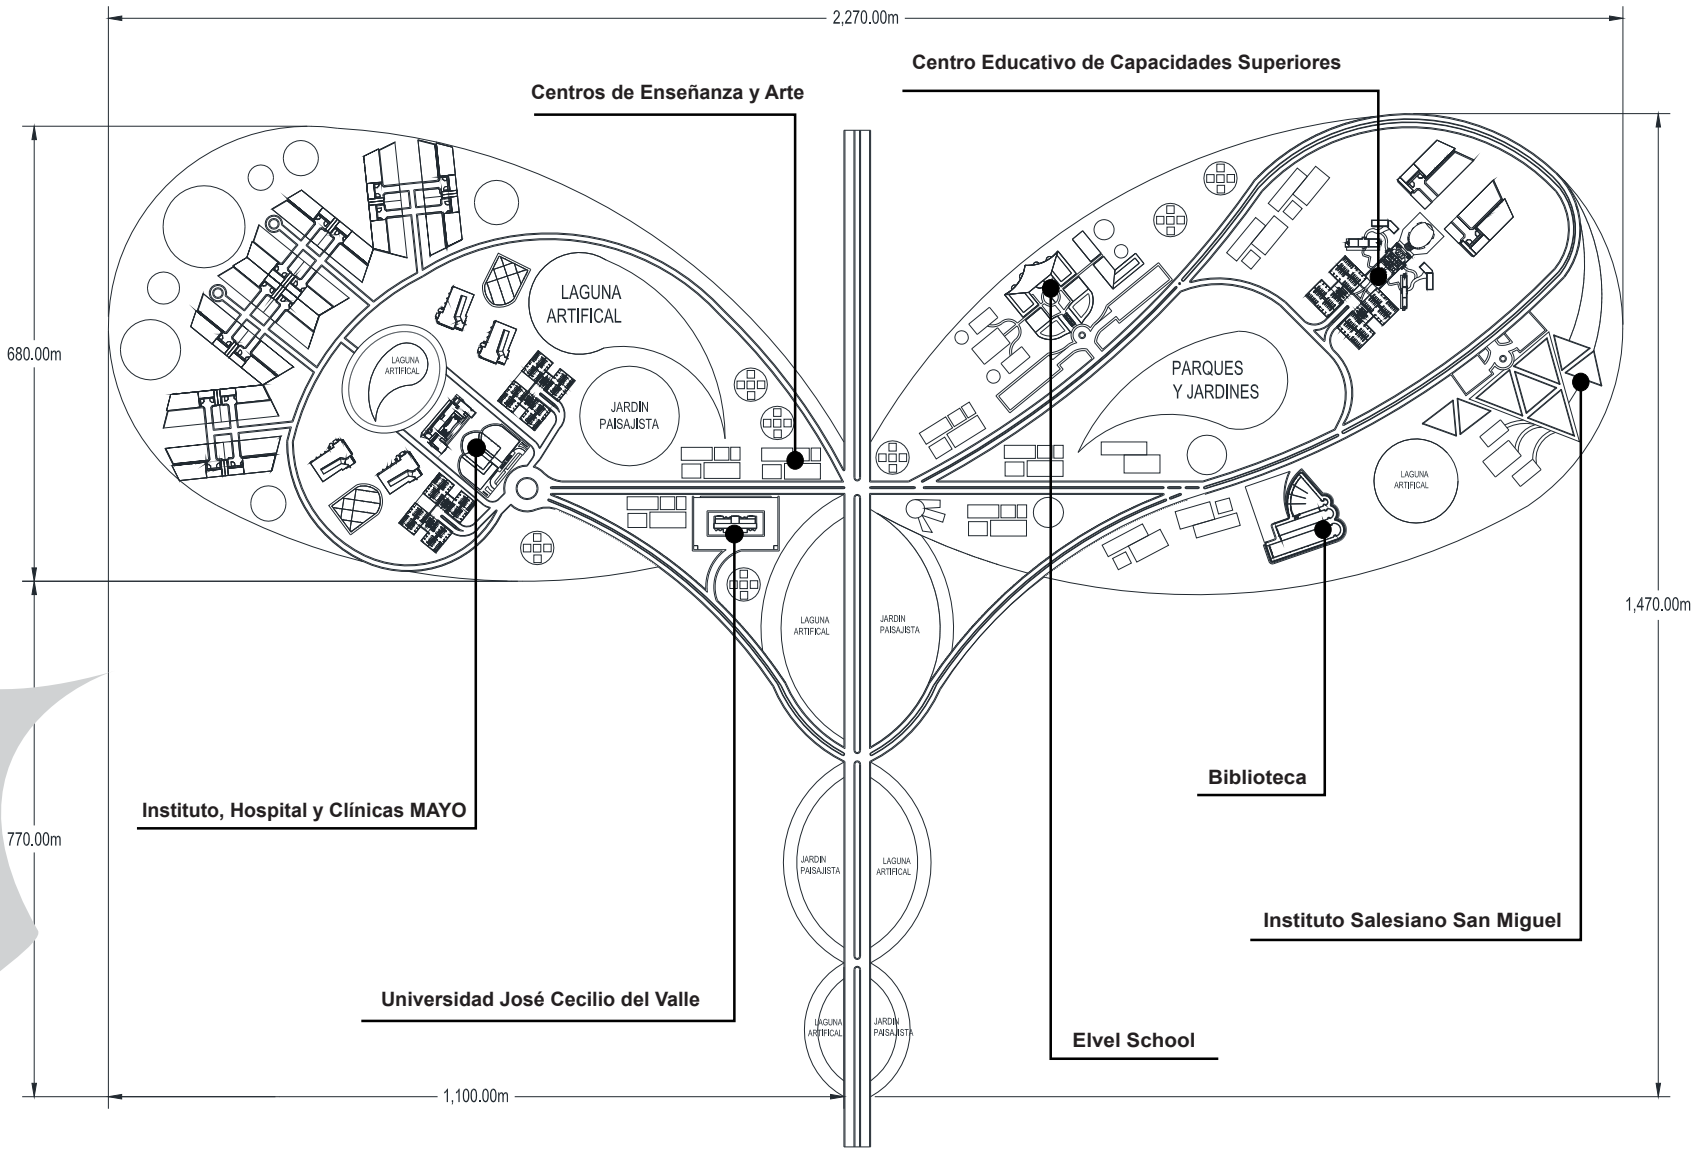 2,270.00m
Centro Educativo de Capacidades Superiores
Centros de Enseñanza y Arte
LAGUNA
ARTIFICAL
680.00m
LAGUNA
ARTIFICAL
PARQUES
Y JARDINES
JARDIN
PAISAJISTA
LAGUNA
ARTIFICAL
1,470.00m
LAGUNA
ARTIFICAL
JARDIN
PAISAJISTA
Biblioteca
Instituto, Hospital y Clínicas MAYO
770.00m
JARDIN
PAISAJISTA
LAGUNA
ARTIFICAL
Instituto Salesiano San Miguel
Universidad José Cecilio del Valle
LAGUNA
ARTIFICAL
JARDIN
PAISAJISTA
Elvel School
1,100.00m